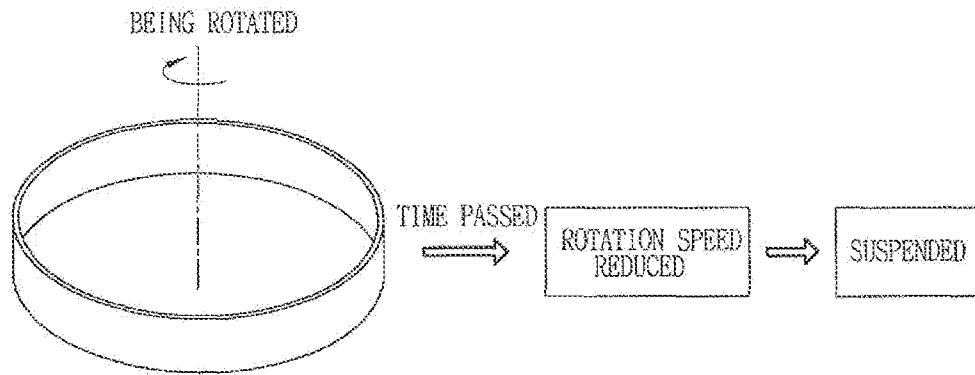 BEING ROTATED
TIME PASSED
ROTATION SPEED
REDUCED
SUSPENDED